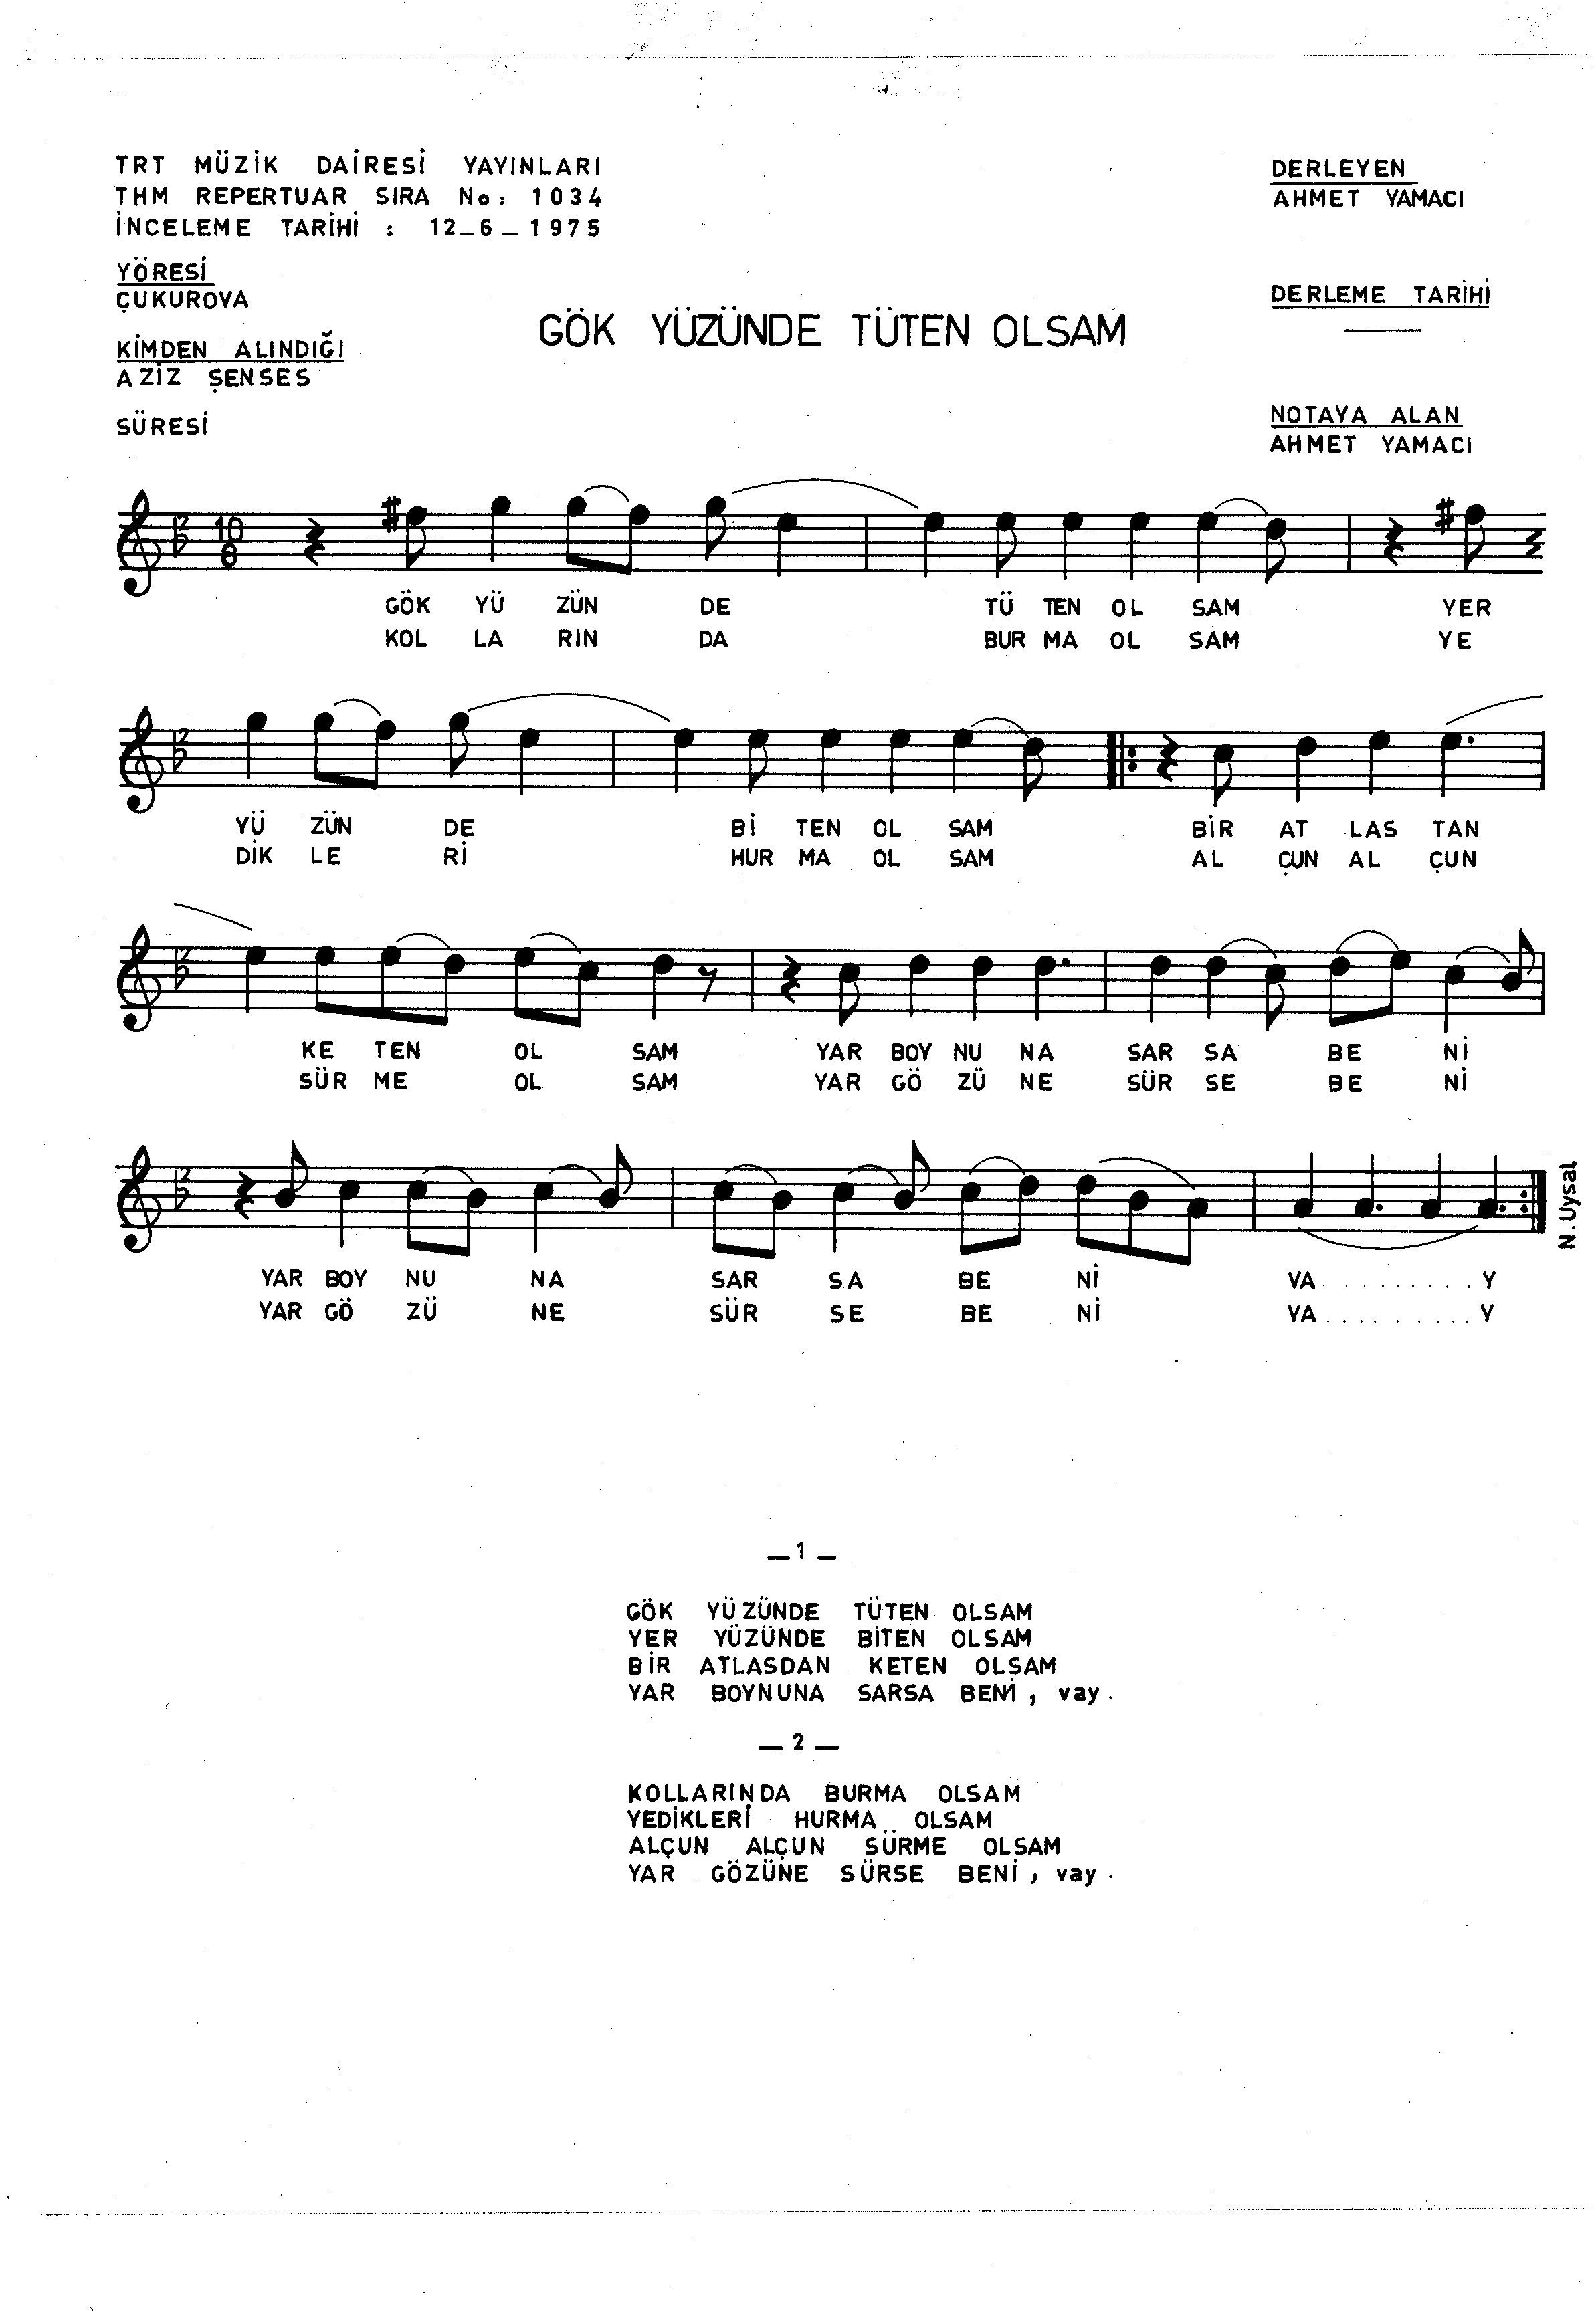 TRT MÜZİK DAİRESİ YAYINLARI
THM REPERTUAR SIRA No: 1034
İNCELEME TARİHİ : 12_6_1975
DERLEYEN
AHMET YAMACI
YÖRESİ
ÇUKUROVA
DERLEME TARİHİ
GÖK YÜZÜNDE TÜTEN OLSAM
KİMDEN ALINDIĞI
AZİZ ŞENSES
SÜRESİ
NOTAYA ALAN
AHMET YAMACI
2
10
8
GÖK YÜ ZÜN DE TÜ TEN OL SAM YER
KOL LA RIN DA BUR MA OL SAM YE
2
YÜ ZÜN DE Bİ TEN OL SAM BİR AT LAS TAN
DİK LE Rİ HUR MA OL SAM AL ÇUN AL ÇUN
2
KE TEN OL SAM YAR BOY NU NA SAR SA BE Nİ
SÜR ME OL SAM YAR GÖ ZÜ NE SÜR SE BE Nİ
2
N. Uysal
YAR BOY NU NA SAR SA BE Nİ VA.........Y
YAR GÖ ZÜ NE SÜR SE BE Nİ VA.........Y
_1_
GÖK YÜZÜNDE TÜTEN OLSAM
YER YÜZÜNDE BİTEN OLSAM
BİR ATLASDAN KETEN OLSAM
YAR BOYNUNA SARSA BENİ, vay.
_2_
KOLLARINDA BURMA OLSAM
YEDİKLERİ HURMA OLSAM
ALÇUN ALÇUN SÜRME OLSAM
YAR GÖZÜNE SÜRSE BENİ, vay.